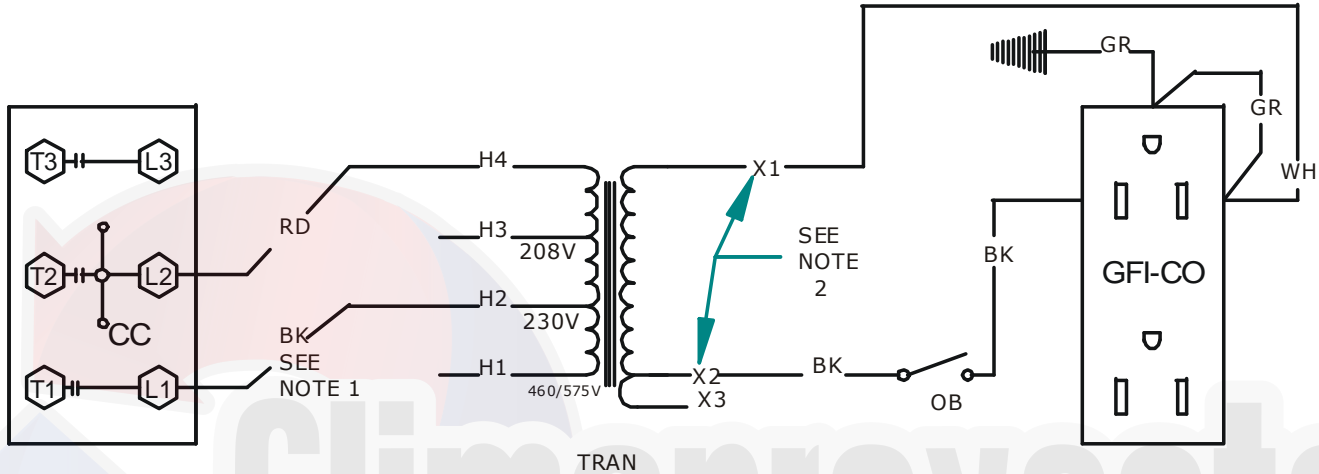 GR
GR
T3
L3
H4
X1
WH
RD
H3
208V
SEE
NOTE
2
T2
L2
BK
GFI-CO
H2
230V
CC
BK
SEE
NOTE 1
T1
L1
H1
460/575V
X2
BK
X3
OB
TRAN
Climaproyecto